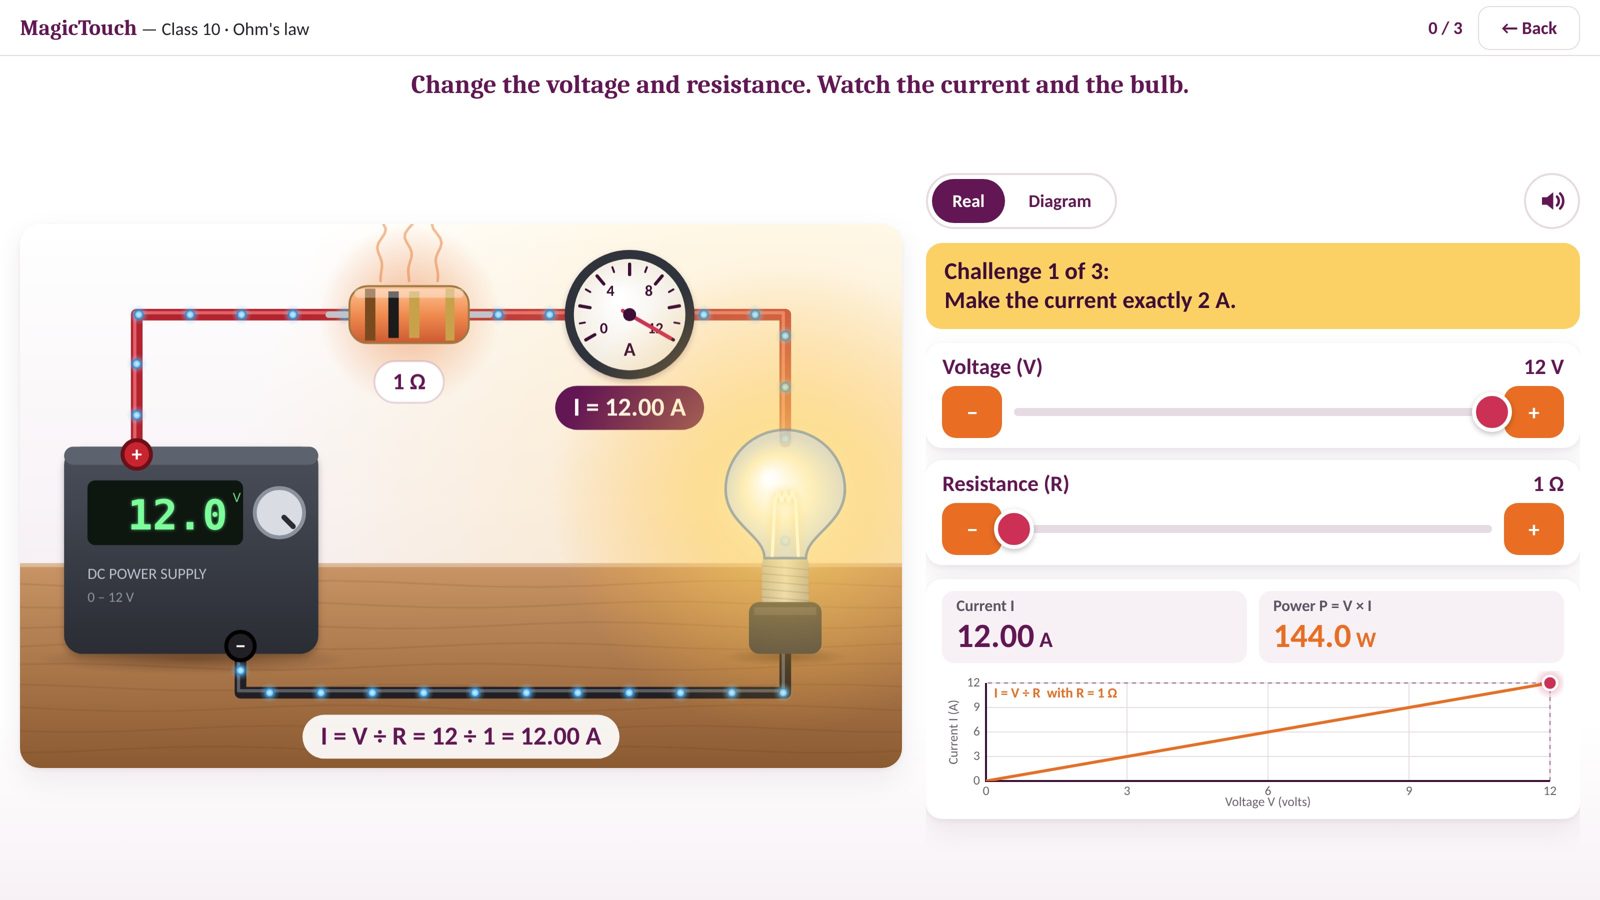 MagicTouch — Class 10 · Ohm's law
0 / 3
← Back
Change the voltage and resistance. Watch the current and the bulb.
Real
Diagram
Challenge 1 of 3:
Make the current exactly 2 A.
Voltage (V)
12 V
–
+
Resistance (R)
1 Ω
–
+
Current I
12.00 A
Power P = V × I
144.0 W
I = V ÷ R with R = 1 Ω
Current I (A)
12
9
6
3
0
0
3
6
9
12
Voltage V (volts)
0
4
8
12
A
1 Ω
I = 12.00 A
+
12.0 V
DC POWER SUPPLY
0 – 12 V
–
I = V ÷ R = 12 ÷ 1 = 12.00 A